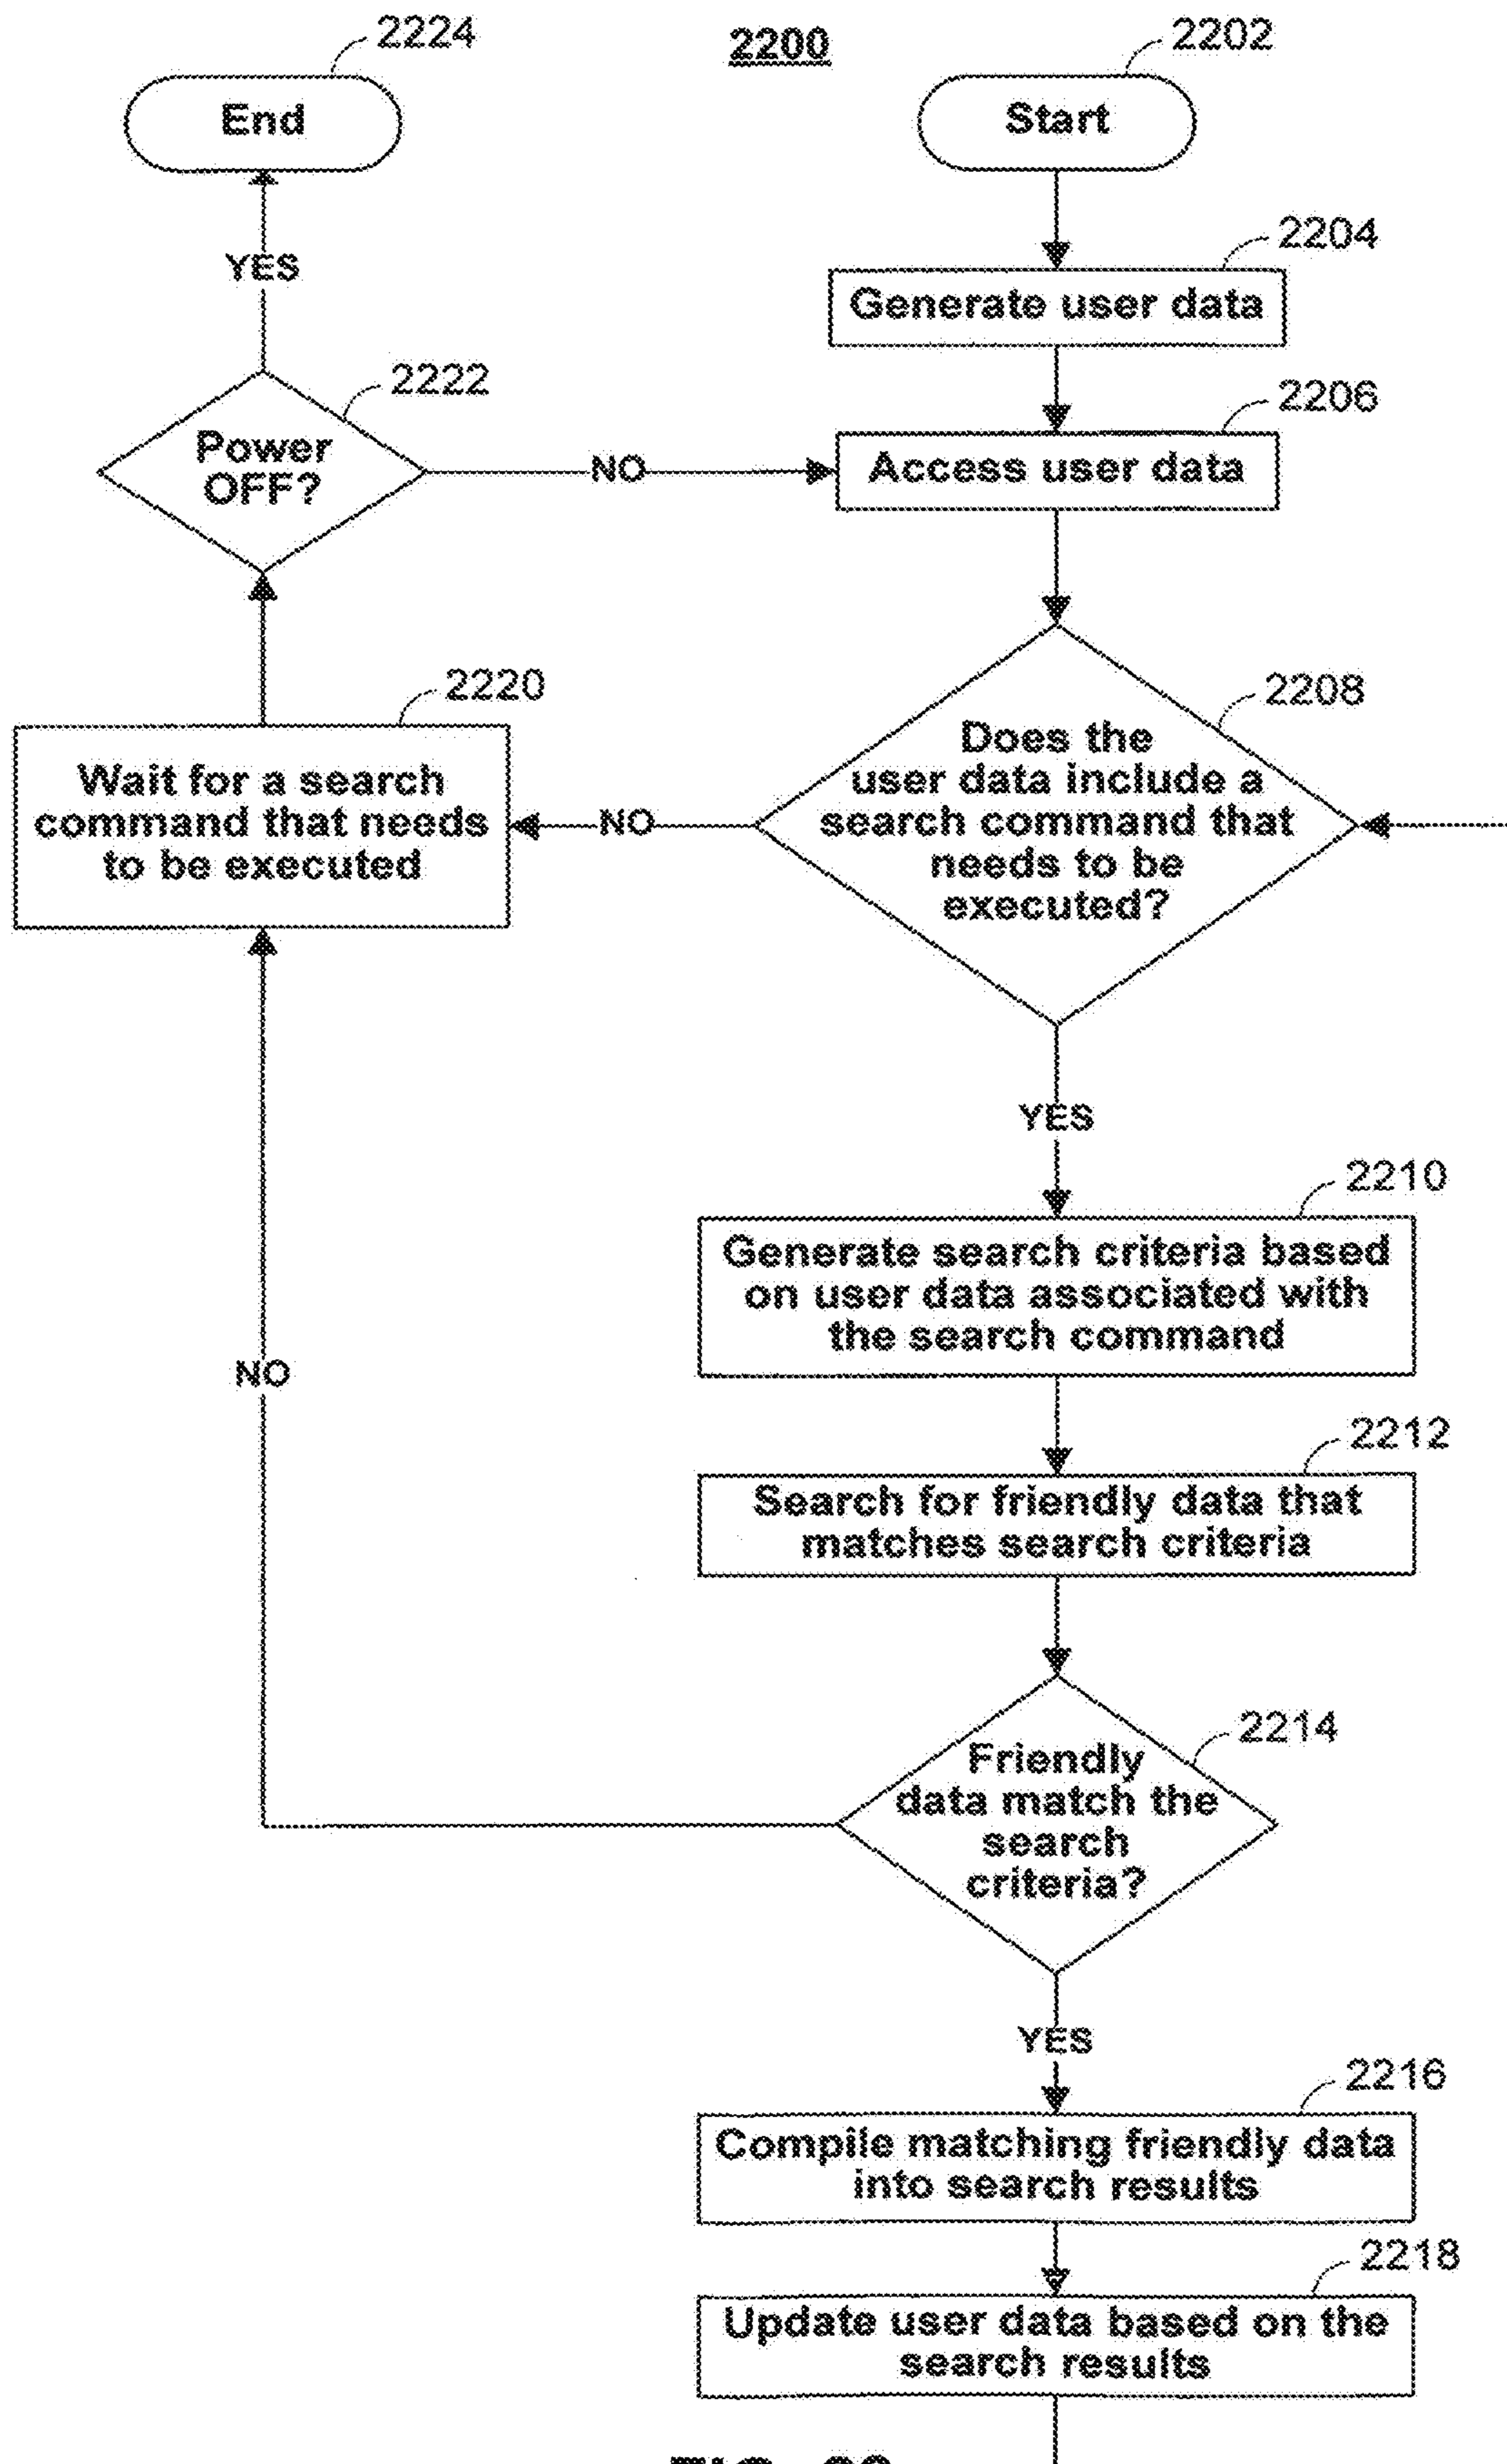 2224
2200
2202
End
Start
YES
2204
Generate user data
2222
2206
Power
OFF?
NO
Access user data
2220
2208
Wait for a search
command that needs
to be executed
NO
Does the
user data include a
search command that
needs to be
executed?
YES
2210
Generate search criteria based
on user data associated with
the search command
NO
2212
Search for friendly data that
matches search criteria
2214
Friendly
data match the
search
criteria?
YES
2216
Compile matching friendly data
into search results
2218
Update user data based on the
search results